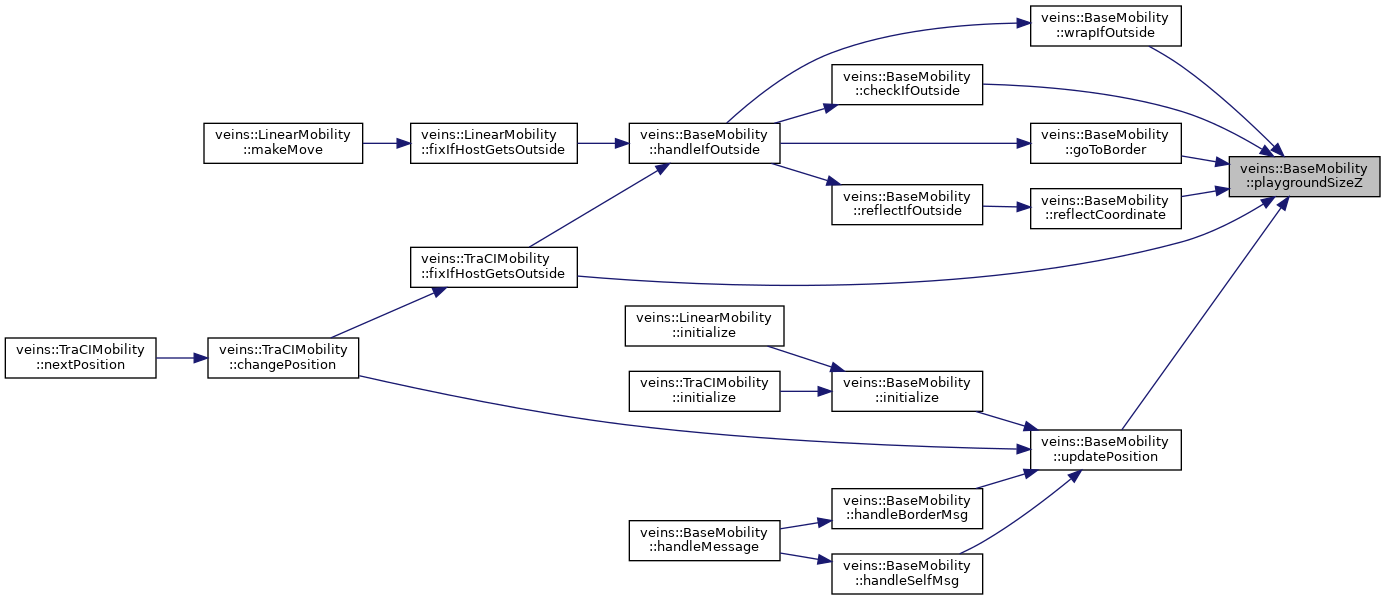 veins::BaseMobility
::wrapIfOutside
veins::BaseMobility
::checkIfOutside
veins::LinearMobility
::makeMove
veins::LinearMobility
::fixIfHostGetsOutside
veins::BaseMobility
::handleIfOutside
veins::BaseMobility
::goToBorder
veins::BaseMobility
::playgroundSizeZ
veins::BaseMobility
::reflectIfOutside
veins::BaseMobility
::reflectCoordinate
veins::TraCIMobility
::fixIfHostGetsOutside
veins::LinearMobility
::initialize
veins::TraCIMobility
::nextPosition
veins::TraCIMobility
::changePosition
veins::TraCIMobility
::initialize
veins::BaseMobility
::initialize
veins::BaseMobility
::updatePosition
veins::BaseMobility
::handleBorderMsg
veins::BaseMobility
::handleMessage
veins::BaseMobility
::handleSelfMsg